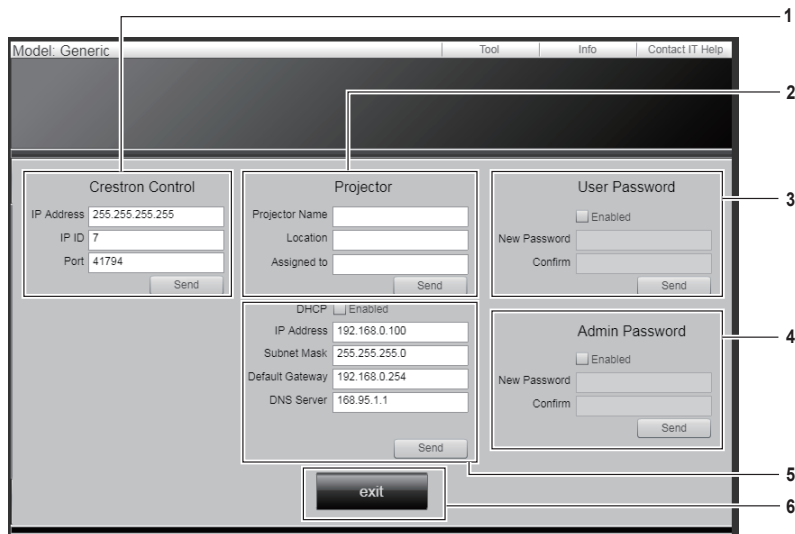 1
Model: Generic Tool Info Contact IT Help
2
Crestron Control
IP Address 255.255.255.255
IP ID 7
Port 41794
Send
Projector
Projector Name
Location
Assigned to
Send
User Password
3
Enabled
New Password
Confirm
Send
DHCP Enabled
IP Address 192.168.0.100
Subnet Mask 255.255.255.0
Default Gateway 192.168.0.254
DNS Server 168.95.1.1
Send
Admin Password
4
Enabled
New Password
Confirm
Send
5
exit
6